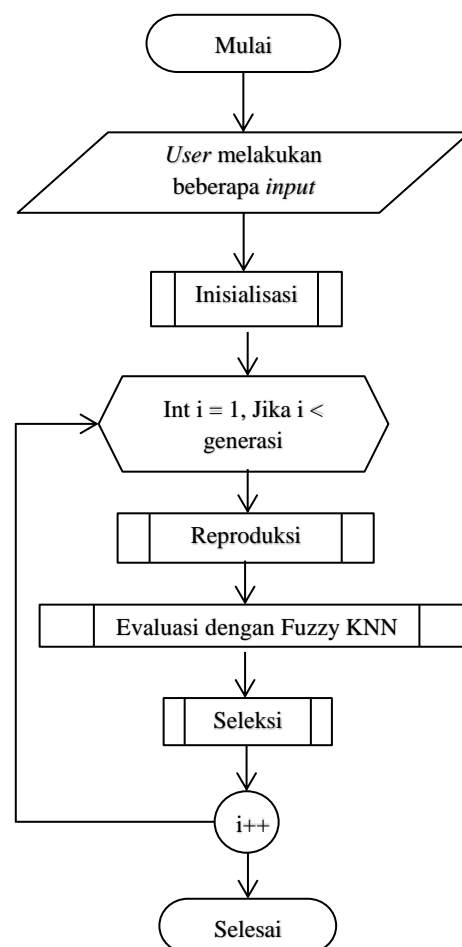 Mulai
User melakukan
beberapa input
Inisialisasi
Int i = 1, Jika i <
generasi
Reproduksi
Evaluasi dengan Fuzzy KNN
Seleksi
i++
Selesai